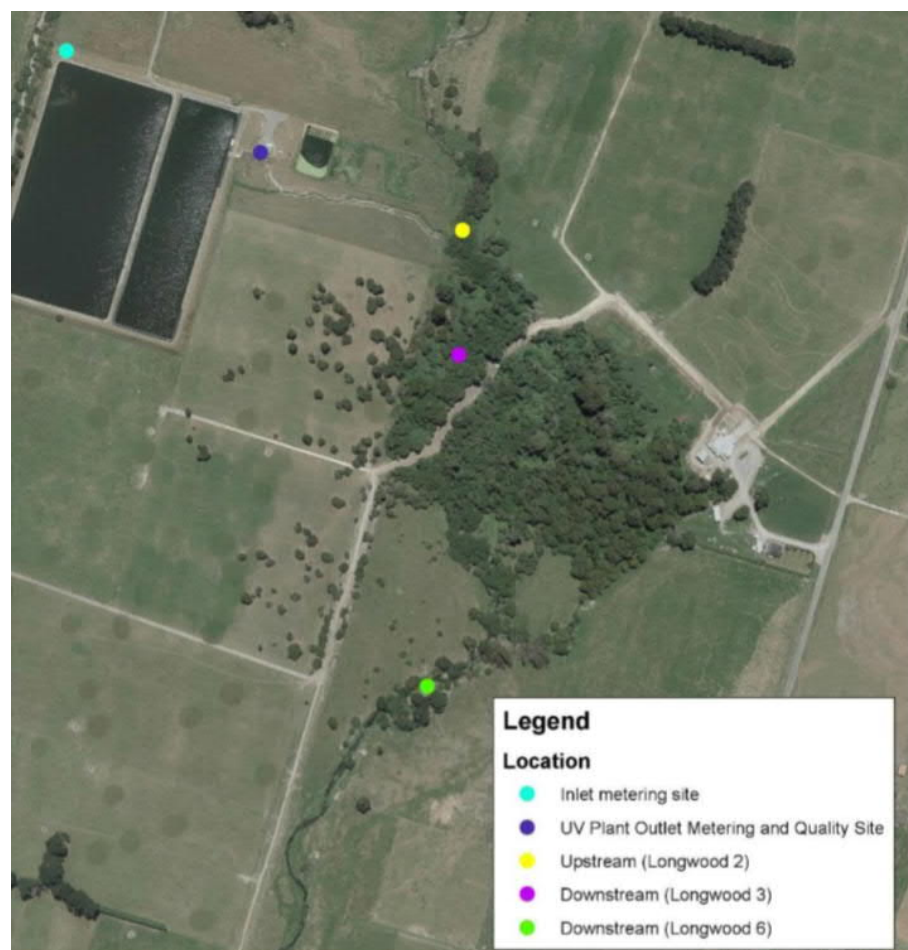 Legend
Location
Inlet metering site
UV Plant Outlet Metering and Quality Site
Upstream (Longwood 2)
Downstream (Longwood 3)
Downstream (Longwood 6)